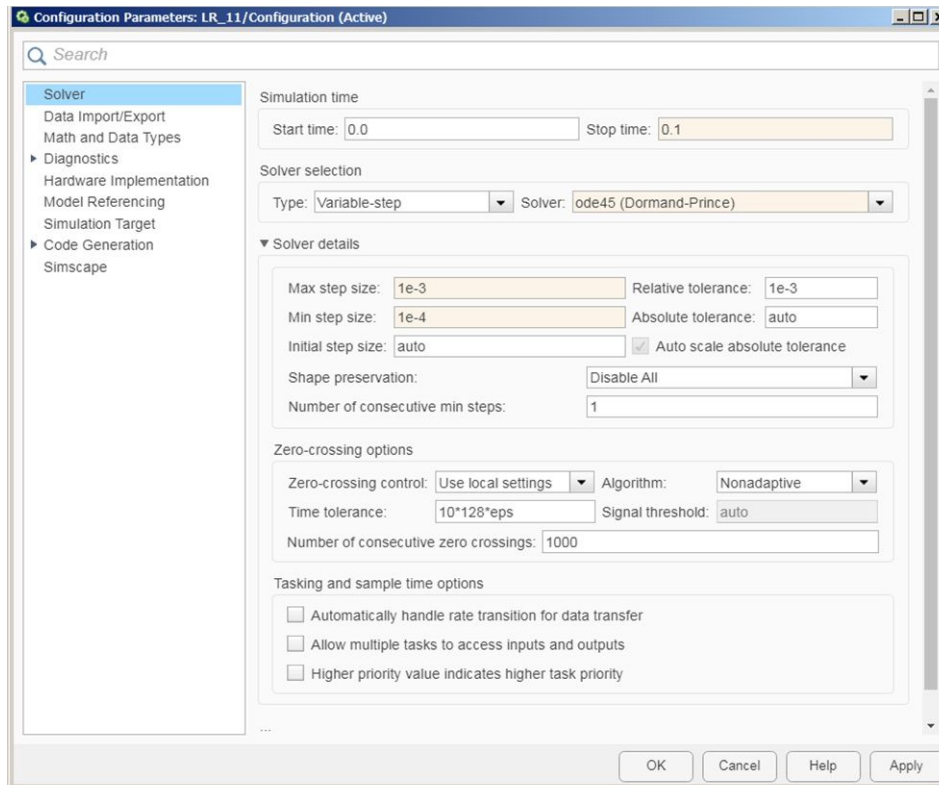 Configuration Parameters: LR_11/Configuration (Active)
Search
Solver
Data Import/Export
Math and Data Types
Diagnostics
Hardware Implementation
Model Referencing
Simulation Target
Code Generation
Simscape
Simulation time
Start time: 0.0 Stop time: 0.1
Solver selection
Type: Variable-step Solver: ode45 (Dormand-Prince)
Solver details
Max step size: 1e-3 Relative tolerance: 1e-3
Min step size: 1e-4 Absolute tolerance: auto
Initial step size: auto Auto scale absolute tolerance
Shape preservation: Disable All
Number of consecutive min steps: 1
Zero-crossing options
Zero-crossing control: Use local settings Algorithm: Nonadaptive
Time tolerance: 10*128*eps Signal threshold: auto
Number of consecutive zero crossings: 1000
Tasking and sample time options
Automatically handle rate transition for data transfer
Allow multiple tasks to access inputs and outputs
Higher priority value indicates higher task priority
...
OK Cancel Help Apply